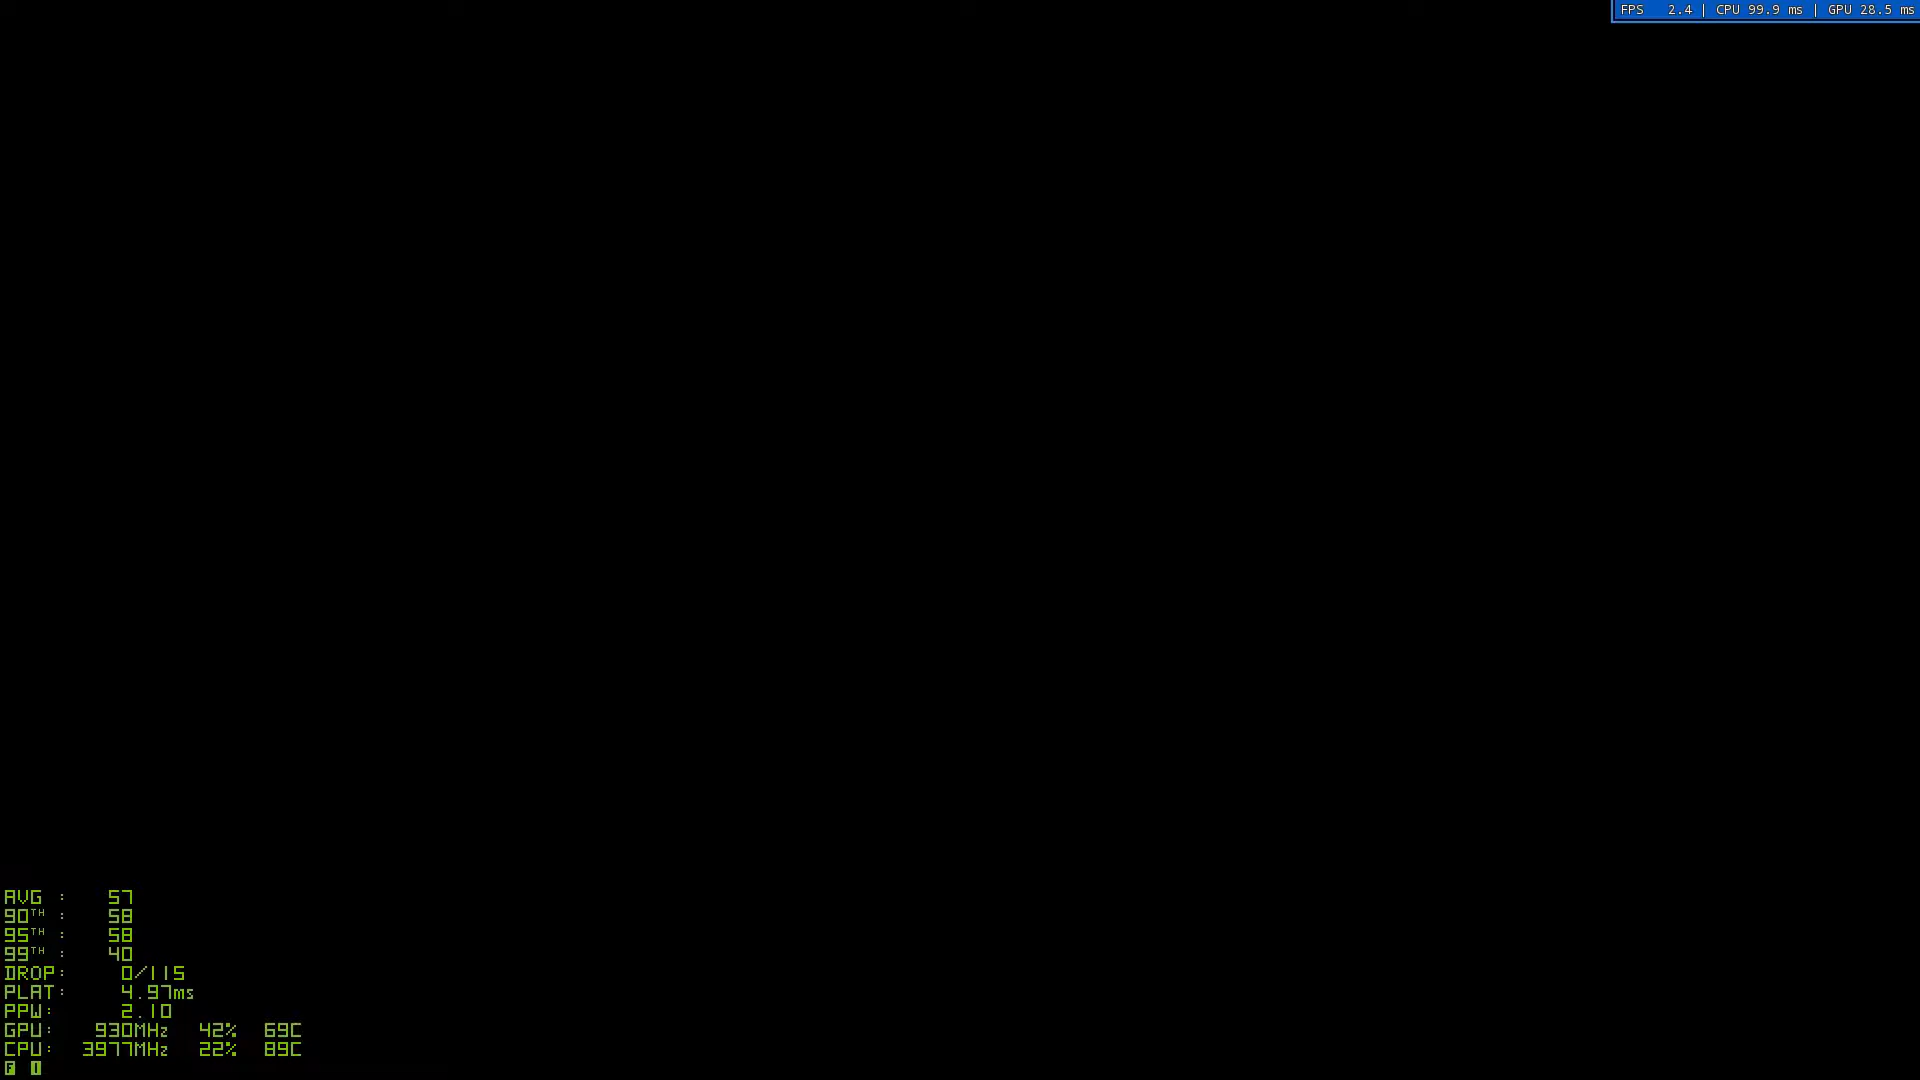 FPS 2.4 | CPU 99.9 ms | GPU 28.5 ms
AVG : 57
90TH : 58
95TH : 58
99TH : 40
DROP: 0/115
PLAT: 4.97ms
PPW: 2.10
GPU: 930MHz 42% 69C
CPU: 3977MHz 22% 89C
F I